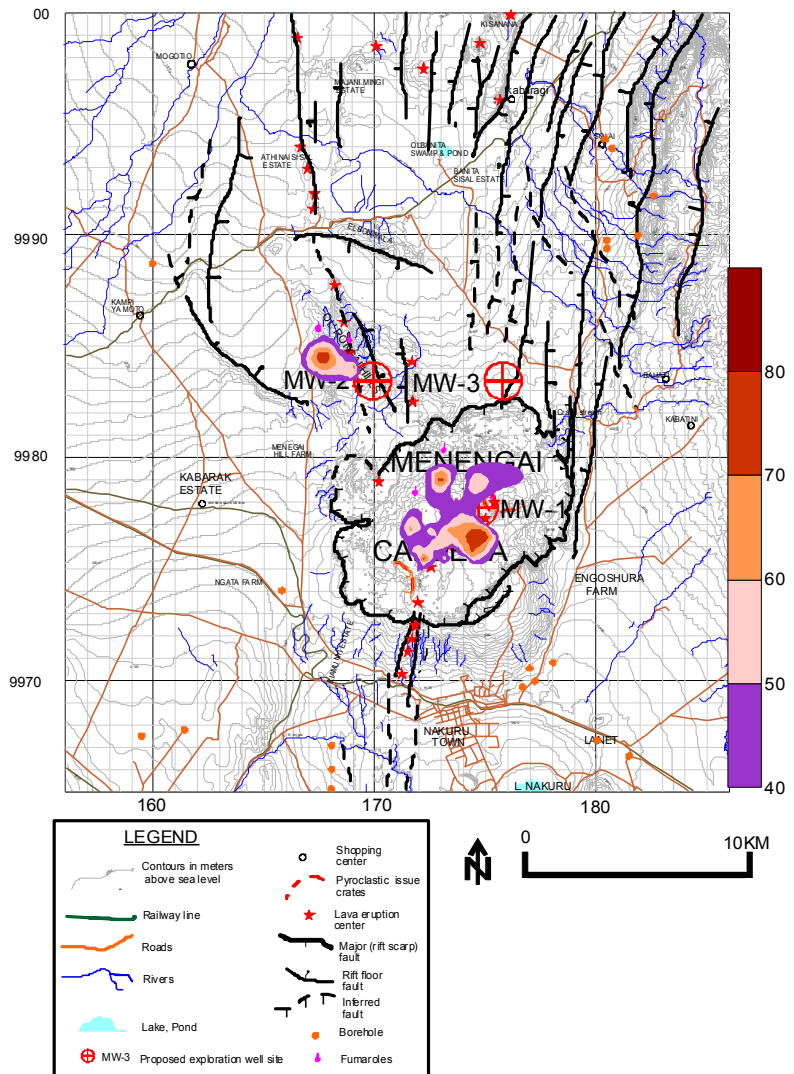 00
KISANANA
MOGOTIO
MAJANI MINGI
ESTATE
kabaragi
OLBANITA
SWAMP & POND
ATHINAI SISAL
ESTATE
BANITA
SISAL ESTATE
9990
KAMPI
YA MOTO
MW-2
MW-3
KABATINI
9980
MENEGAI
HILL FARM
MENENGAI
KABARAK
ESTATE
MW-1
ENGOSHURA
FARM
NGATA FARM
9970
NAKURU
TOWN
LANET
L. NAKURU
160
170
180
80
70
60
50
40
LEGEND
Contours in meters
above sea level
Railway line
Roads
Rivers
Lake, Pond
MW-3 Proposed exploration well site
Shopping
center
Pyroclastic issue
crates
Lava eruption
center
Major (rift scarp)
fault
Rift floor
fault
Inferred
fault
Borehole
Fumaroles
N
0
10KM